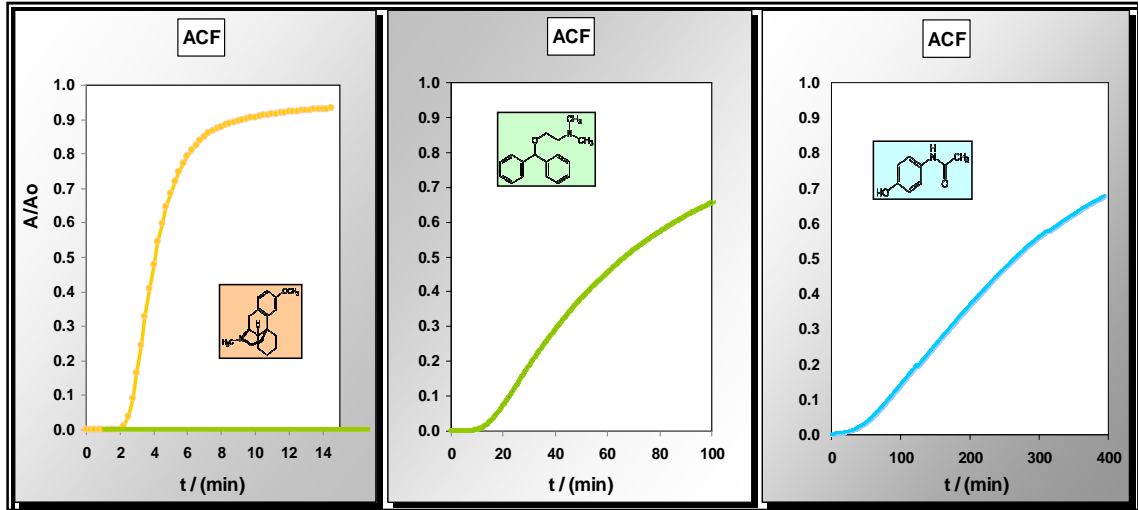 ACF
1.0
0.9
0.8
0.7
0.6
0.5
0.4
0.3
0.2
0.1
0.0
A/Ao
OCH₃
H
H₃C
N
0 2 4 6 8 10 12 14
t / (min)
ACF
1.0
0.9
0.8
0.7
0.6
0.5
0.4
0.3
0.2
0.1
0.0
CH₃
O
N
CH₃
0 20 40 60 80 100
t / (min)
ACF
1.0
0.9
0.8
0.7
0.6
0.5
0.4
0.3
0.2
0.1
0.0
H
N
CH₃
O
HO
0 100 200 300 400
t / (min)